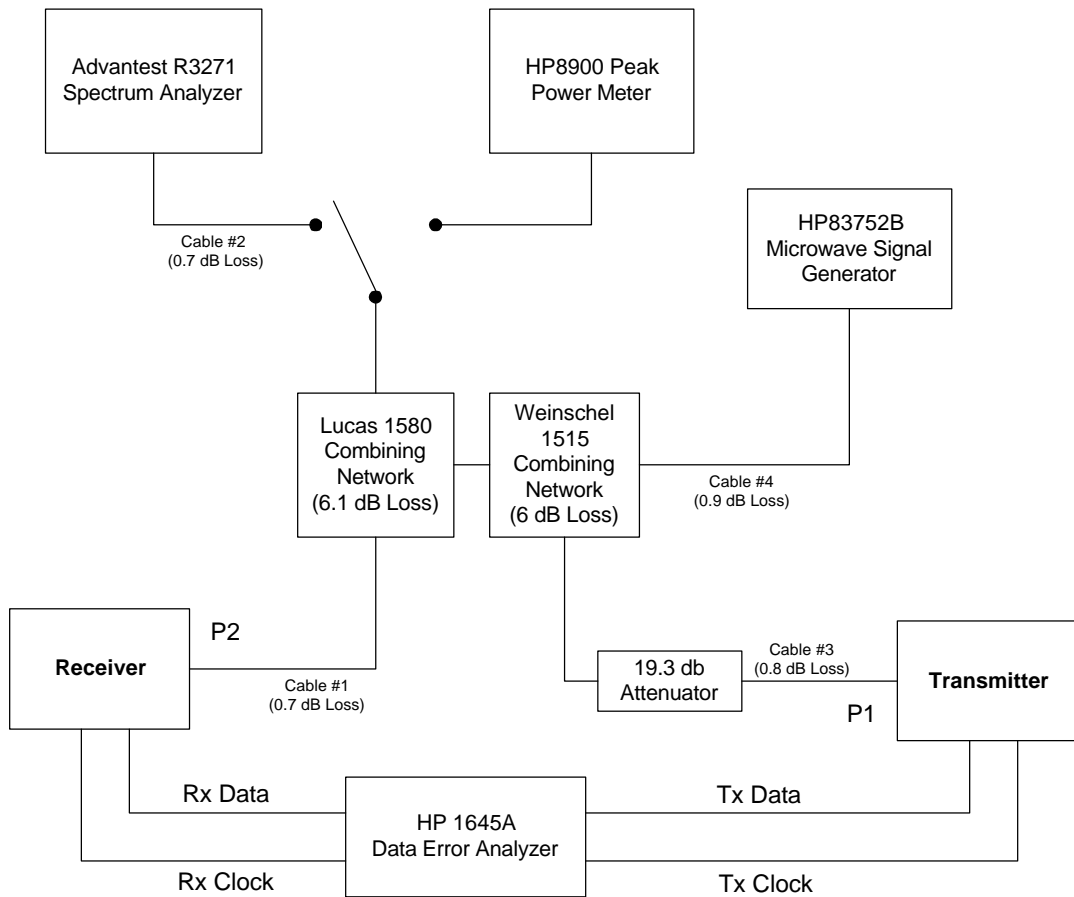 Advantest R3271
Spectrum Analyzer
HP8900 Peak
Power Meter
HP83752B
Microwave Signal
Generator
Cable #2
(0.7 dB Loss)
Lucas 1580
Combining
Network
(6.1 dB Loss)
Weinschel
1515
Combining
Network
(6 dB Loss)
Cable #4
(0.9 dB Loss)
P2
Receiver
Cable #1
(0.7 dB Loss)
19.3 db
Attenuator
Cable #3
(0.8 dB Loss)
P1
Transmitter
Rx Data
Tx Data
HP 1645A
Data Error Analyzer
Rx Clock
Tx Clock